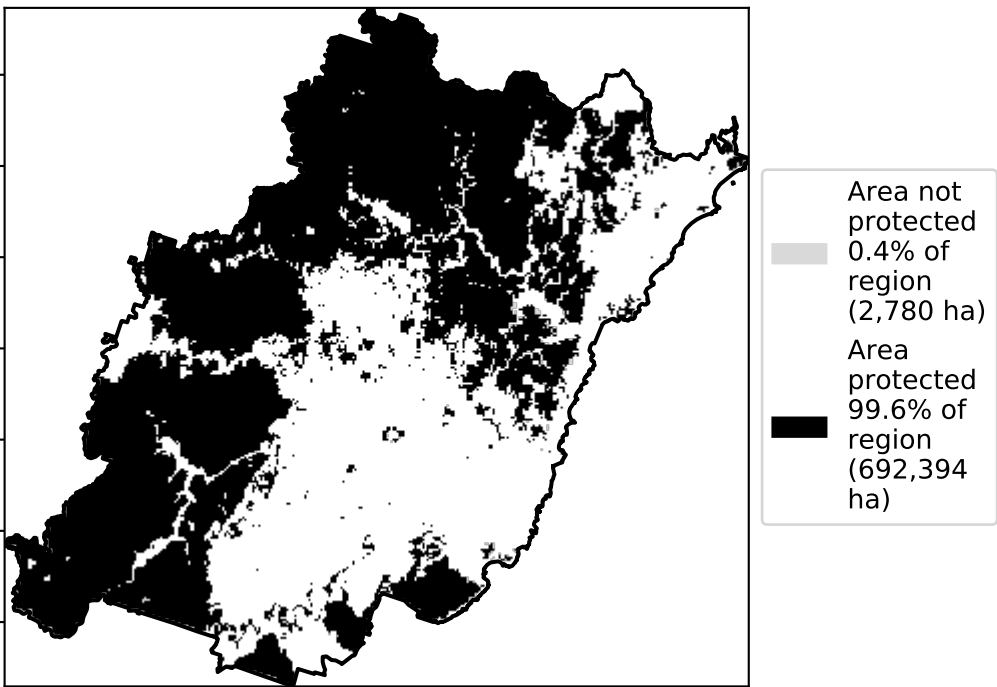 Area not
protected
0.4% of
region
(2,780 ha)
Area
protected
99.6% of
region
(692,394
ha)